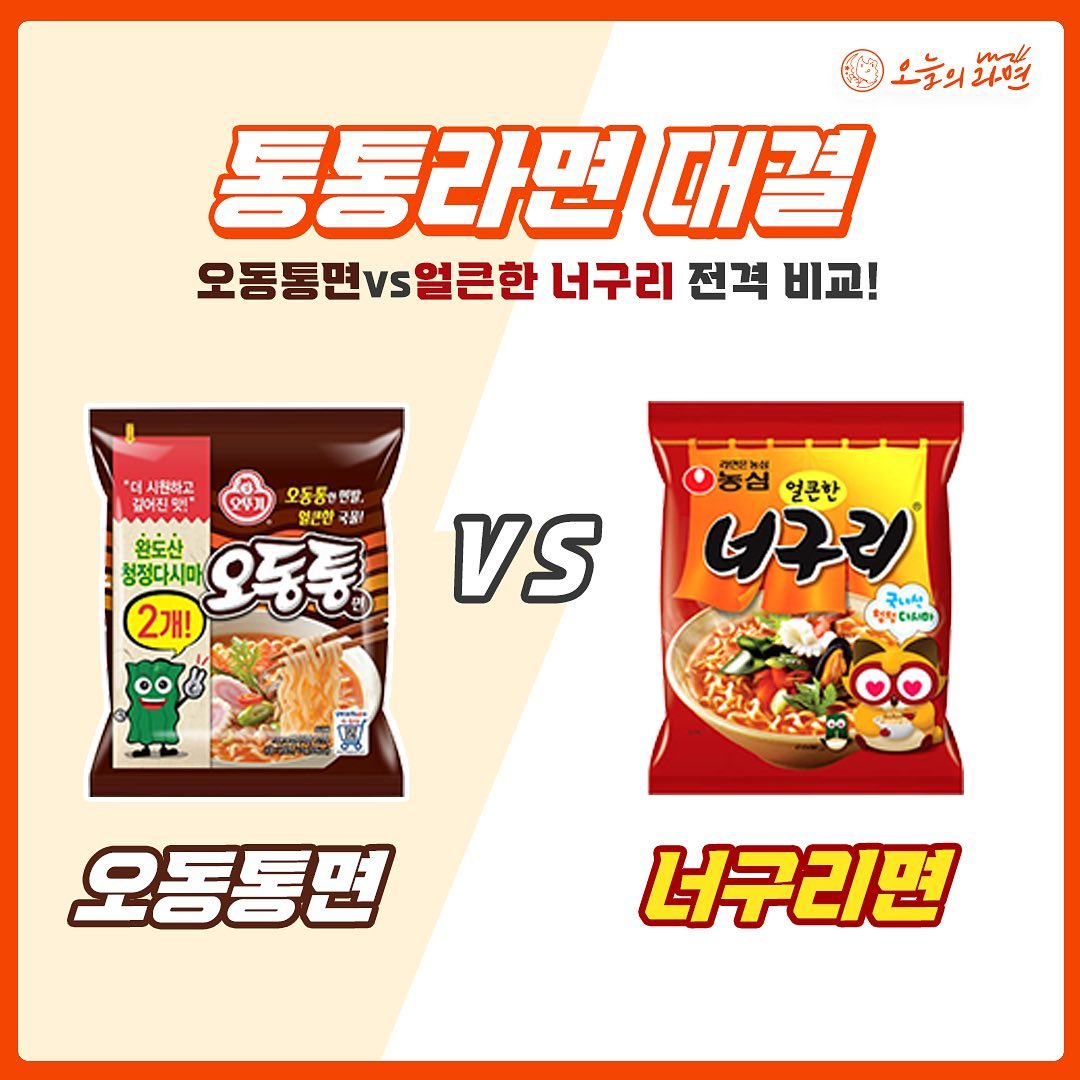 오늘의 라면
통통라면 대결
오동통면vs얼큰한 너구리 전격 비교!
"더 시원하고
깊어진 맛!"
완도산
청정다시마
2개!
오뚜기
오동통한 면발,
얼큰한 국물!
오동통면
VS
라면은 농심
농심
얼큰한
너구리
국내산
청정 다시마
오동통면
너구리면